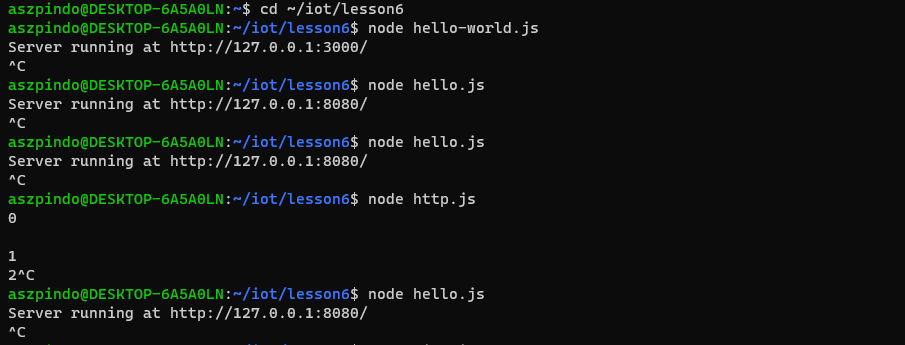 aszpindo@DESKTOP-6A5A0LN:~$ cd ~/iot/lesson6
aszpindo@DESKTOP-6A5A0LN:~/iot/lesson6$ node hello-world.js
Server running at http://127.0.0.1:3000/
^C
aszpindo@DESKTOP-6A5A0LN:~/iot/lesson6$ node hello.js
Server running at http://127.0.0.1:8080/
^C
aszpindo@DESKTOP-6A5A0LN:~/iot/lesson6$ node hello.js
Server running at http://127.0.0.1:8080/
^C
aszpindo@DESKTOP-6A5A0LN:~/iot/lesson6$ node http.js
0
1
2^C
aszpindo@DESKTOP-6A5A0LN:~/iot/lesson6$ node hello.js
Server running at http://127.0.0.1:8080/
^C